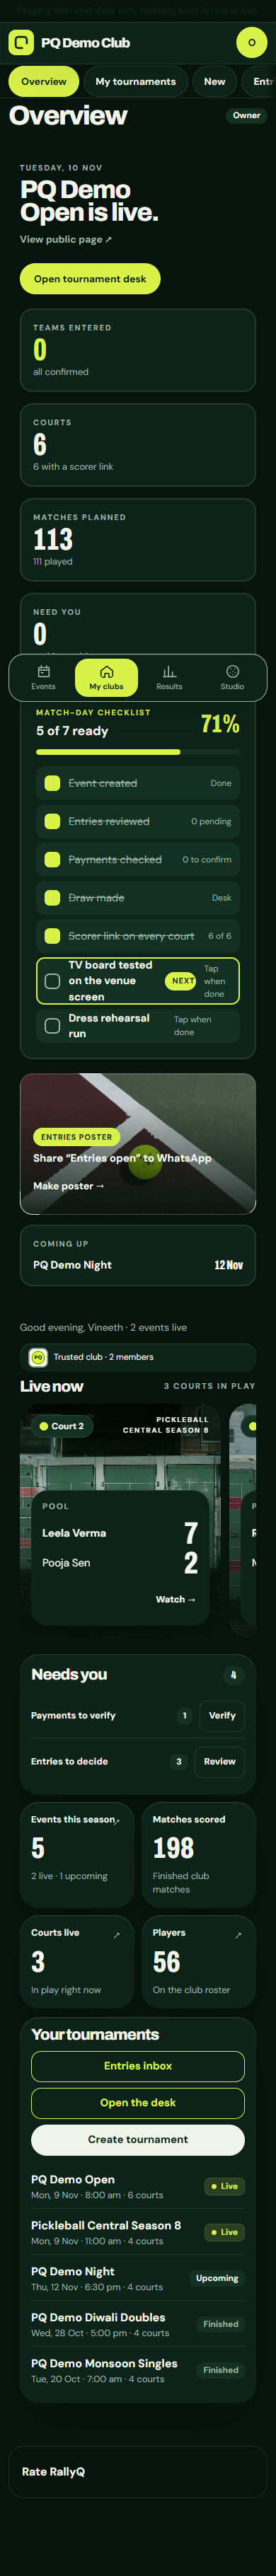 Staging site: test data only. Nothing here is real or live.
PQ Demo Club
O
Overview
My tournaments
New
Entr
Overview
Owner
TUESDAY, 10 NOV
PQ Demo
Open is live.
View public page ↗
Open tournament desk
TEAMS ENTERED
0
all confirmed
COURTS
6
6 with a scorer link
MATCHES PLANNED
113
111 played
NEED YOU
0
Events
My clubs
Results
Studio
MATCH-DAY CHECKLIST
5 of 7 ready
71%
Event created
Done
Entries reviewed
0 pending
Payments checked
0 to confirm
Draw made
Desk
Scorer link on every court
6 of 6
TV board tested
on the venue
screen
NEXT
Tap
when
done
Dress rehearsal
run
Tap when
done
ENTRIES POSTER
Share “Entries open” to WhatsApp
Make poster →
COMING UP
PQ Demo Night
12 Nov
Good evening, Vineeth · 2 events live
PQ
Trusted club · 2 members
Live now
3 COURTS IN PLAY
Court 2
PICKLEBALL
CENTRAL SEASON 8
POOL
Leela Verma
7
Pooja Sen
2
Watch →
Needs you
4
Payments to verify
1
Verify
Entries to decide
3
Review
Events this season ↗
5
2 live · 1 upcoming
Matches scored
198
Finished club
matches
Courts live ↗
3
In play right now
Players ↗
56
On the club roster
Your tournaments
Entries inbox
Open the desk
Create tournament
PQ Demo Open
Mon, 9 Nov · 8:00 am · 6 courts
Live
Pickleball Central Season 8
Mon, 9 Nov · 11:00 am · 4 courts
Live
PQ Demo Night
Thu, 12 Nov · 6:30 pm · 4 courts
Upcoming
PQ Demo Diwali Doubles
Wed, 28 Oct · 5:00 pm · 4 courts
Finished
PQ Demo Monsoon Singles
Tue, 20 Oct · 7:00 am · 4 courts
Finished
Rate RallyQ